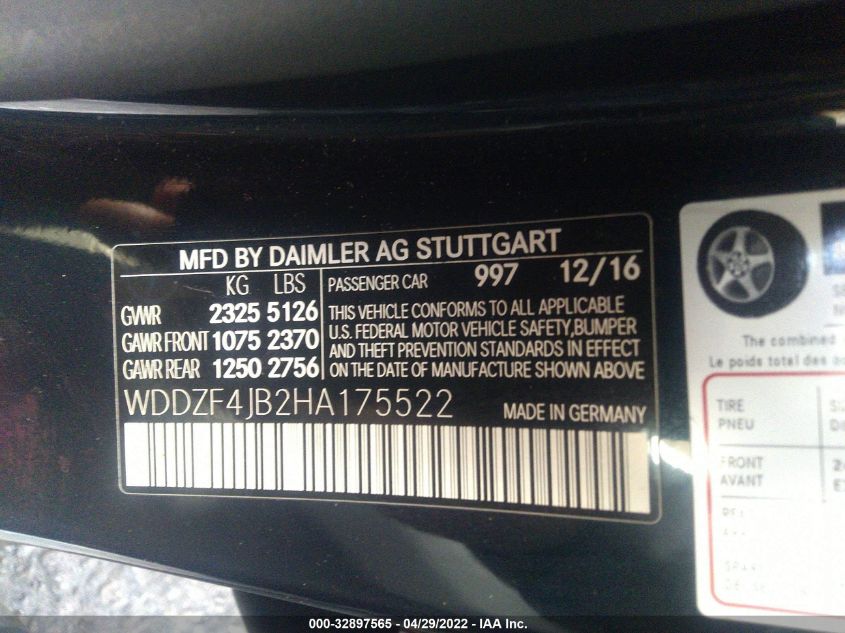 MFD BY DAIMLER AG STUTTGART
KG LBS
GVWR 2325 5126
GAWR FRONT 1075 2370
GAWR REAR 1250 2756
PASSENGER CAR 997 12/16
THIS VEHICLE CONFORMS TO ALL APPLICABLE
U.S. FEDERAL MOTOR VEHICLE SAFETY,BUMPER
AND THEFT PREVENTION STANDARDS IN EFFECT
ON THE DATE OF MANUFACTURE SHOWN ABOVE
WDDZF4JB2HA175522 MADE IN GERMANY
The combined
Le poids total des
TIRE
PNEU
FRONT
AVANT
000-32897565 / 04/29/2022 - IAA Inc.